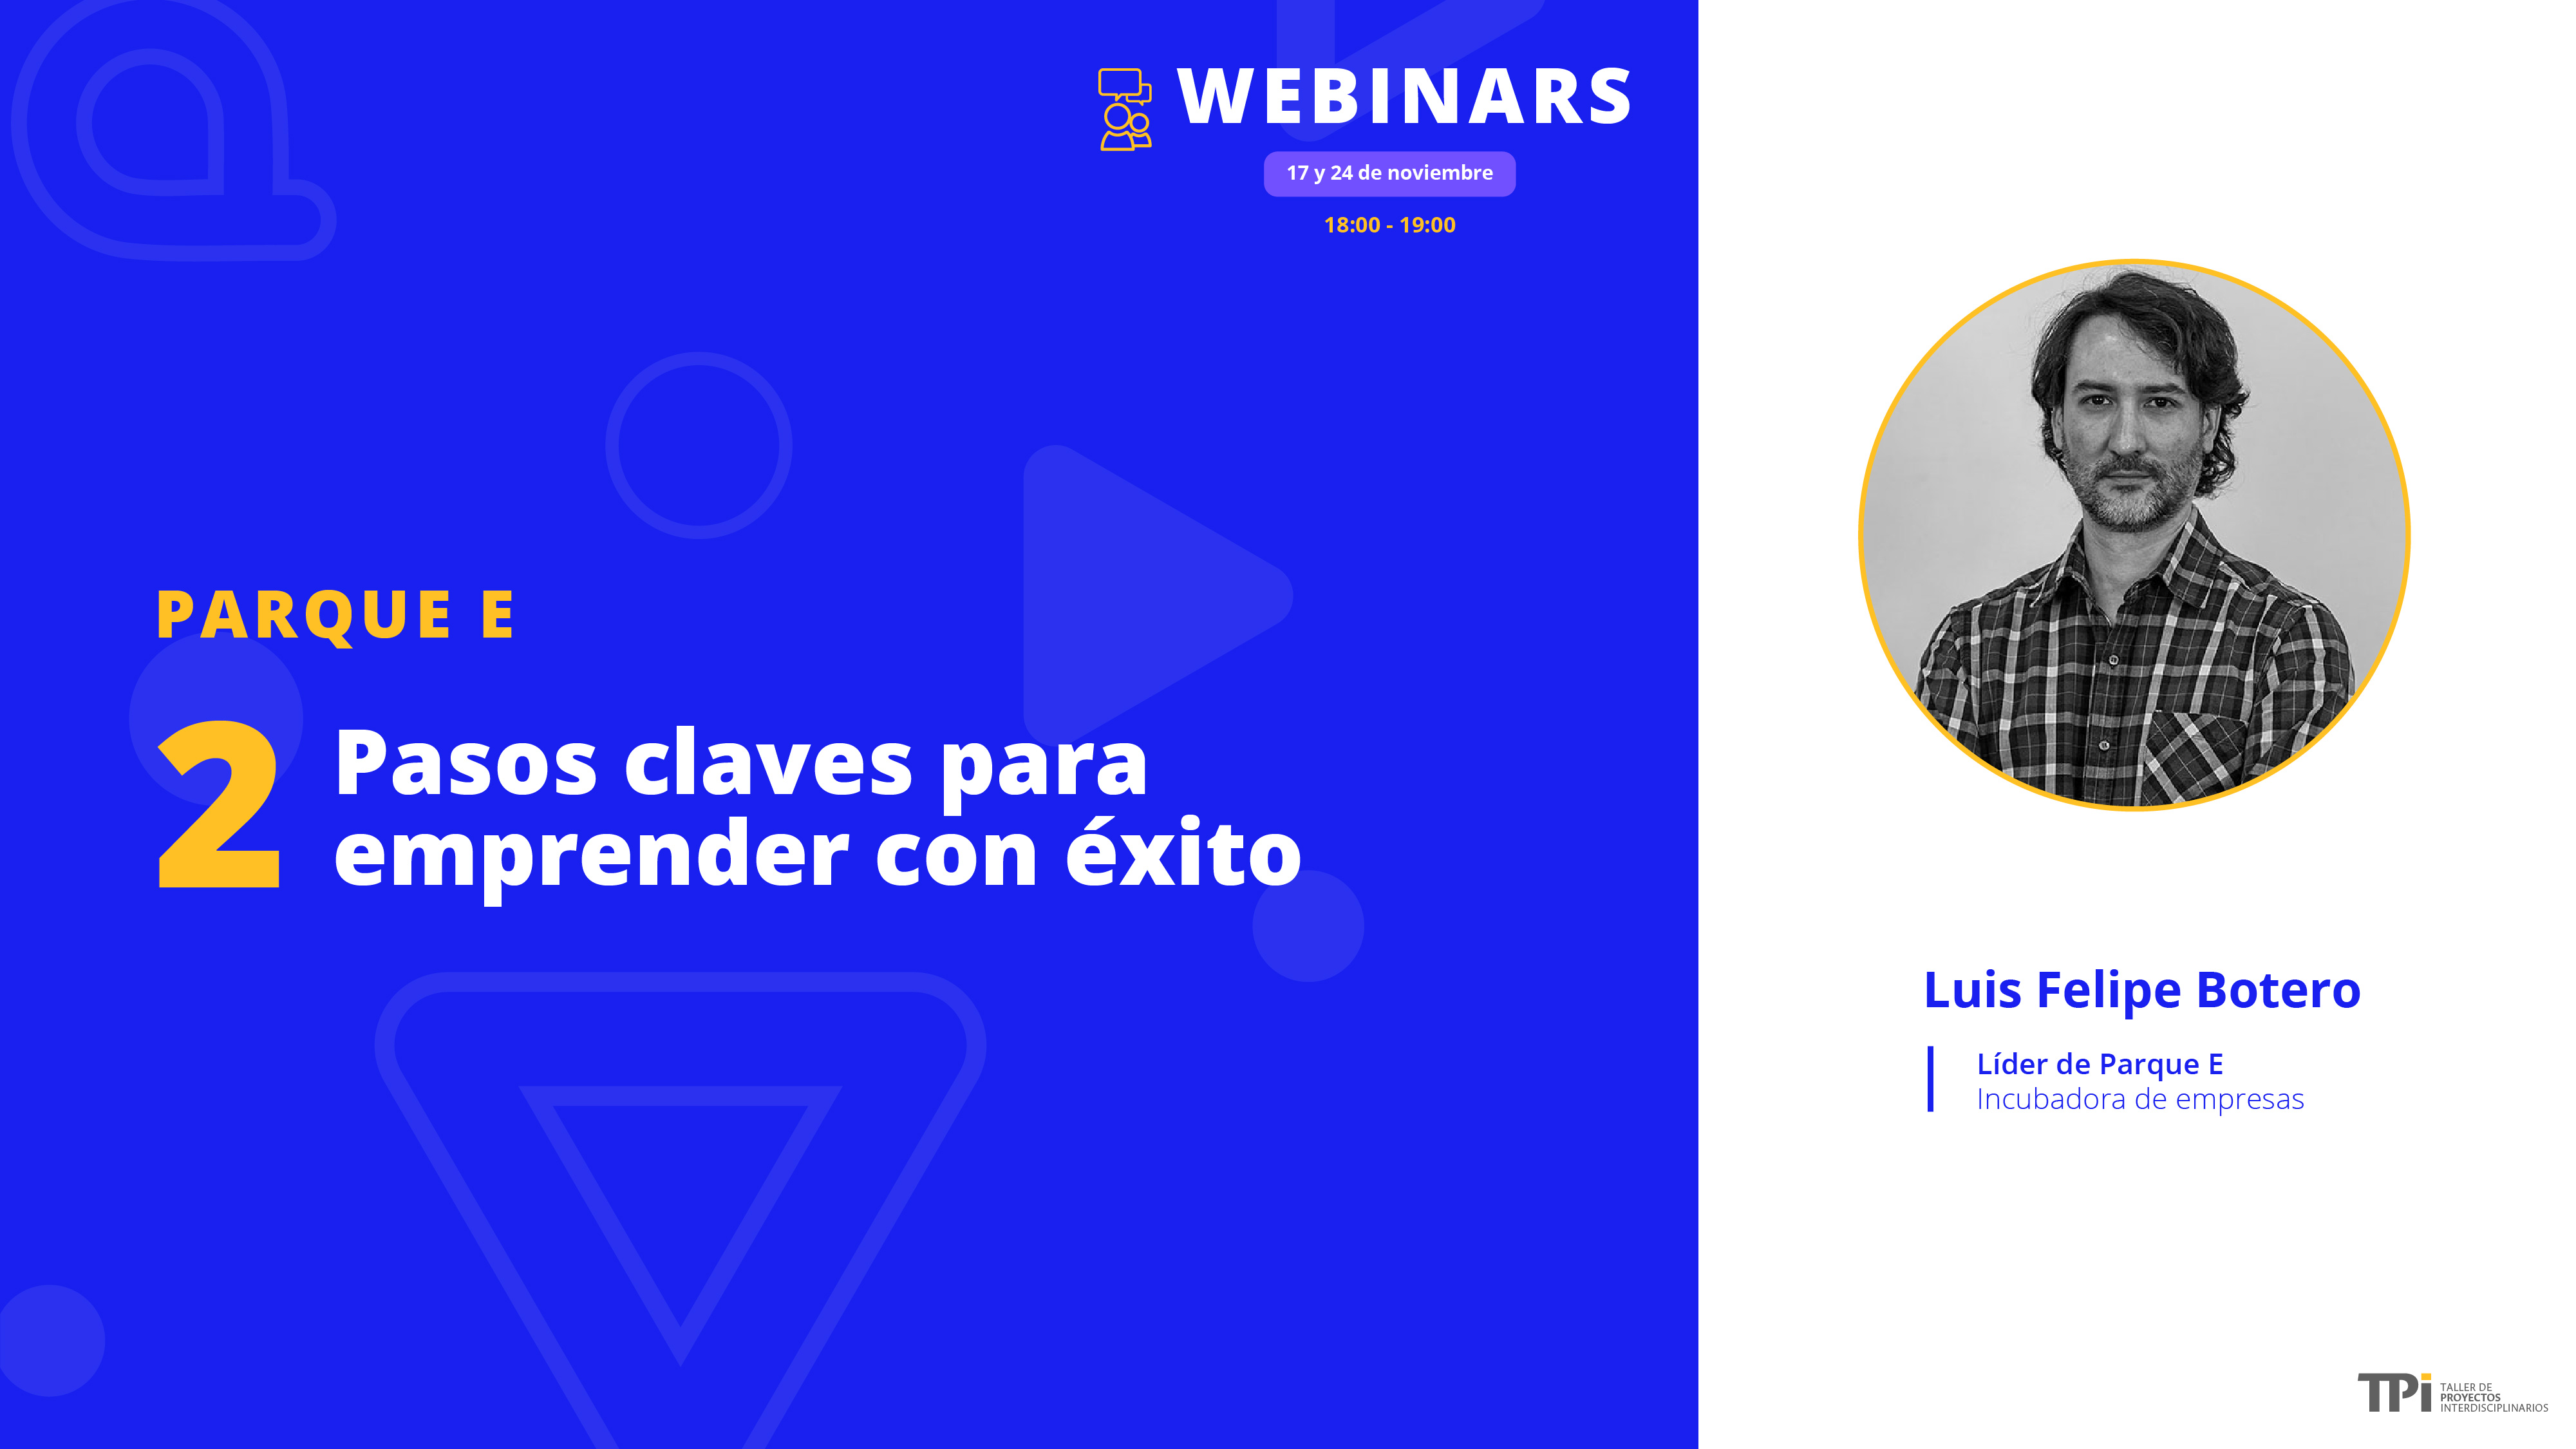 WEBINARS
17 y 24 de noviembre
18:00 - 19:00
PARQUE E
2
Pasos claves para
emprender con éxito
Luis Felipe Botero
Líder de Parque E
Incubadora de empresas
TPi
TALLER DE
PROYECTOS
INTERDISCIPLINARIOS